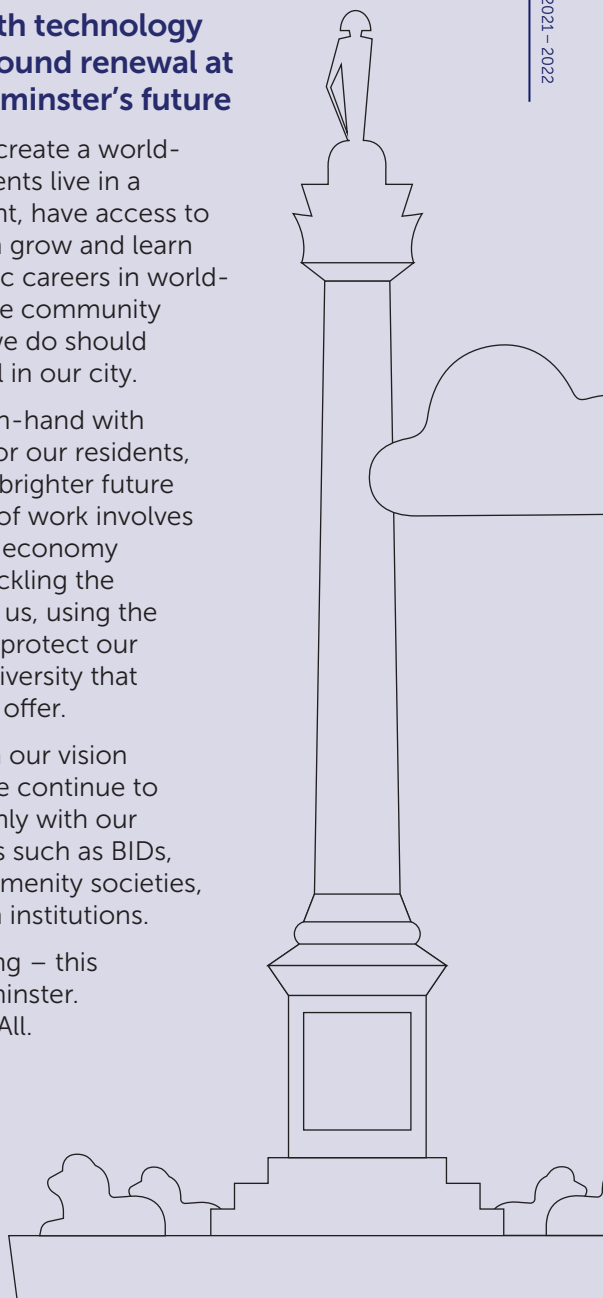 th technology
ound renewal at
minster's future
create a world-
ents live in a
nt, have access to
grow and learn
ic careers in world-
e community
we do should
l in our city.
n-hand with
or our residents,
brighter future
of work involves
economy
ckling the
us, using the
protect our
iversity that
offer.
our vision
e continue to
nly with our
s such as BIDs,
menity societies,
institutions.
ng – this
minster.
All.
2021 – 2022